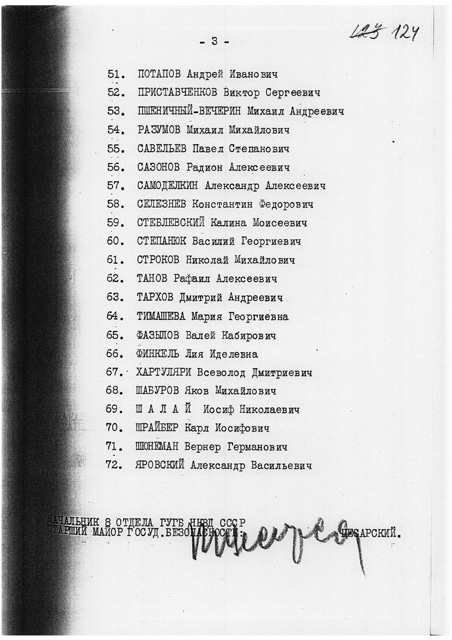 - 3 -
124 124
51. ПОТАПОВ Андрей Иванович
52. ПРИСТАВЧЕНКОВ Виктор Сергеевич
53. ПШЕНИЧНЫЙ-ВЕЧЕРИН Михаил Андреевич
54. РАЗУМОВ Михаил Михайлович
55. САВЕЛЬЕВ Павел Степанович
56. САЗОНОВ Радион Алексеевич
57. САМОДЕЛКИН Александр Алексеевич
58. СЕЛЕЗНЕВ Константин Федорович
59. СТЕБЛЕВСКИЙ Калина Моисеевич
60. СТЕПАНЮК Василий Георгиевич
61. СТРОКОВ Николай Михайлович
62. ТАНОВ Рафаил Алексеевич
63. ТАРХОВ Дмитрий Андреевич
64. ТИМАШЕВА Мария Георгиевна
65. ФАЗЫЛОВ Валей Кабирович
66. ФИНКЕЛЬ Лия Иделевна
67. ХАРТУЛЯРИ Всеволод Дмитриевич
68. ШАБУРОВ Яков Михайлович
69. Ш А Л А Й Иосиф Николаевич
70. ШРАЙБЕР Карл Иосифович
71. ШЮНЕМАН Вернер Германович
72. ЯРОВСКИЙ Александр Васильевич
НАЧАЛЬНИК 8 ОТДЕЛА ГУГБ НКВД СССР
СТАРШИЙ МАЙОР ГОСУД.БЕЗОПАСНОСТИ: ЦЕСАРСКИЙ.